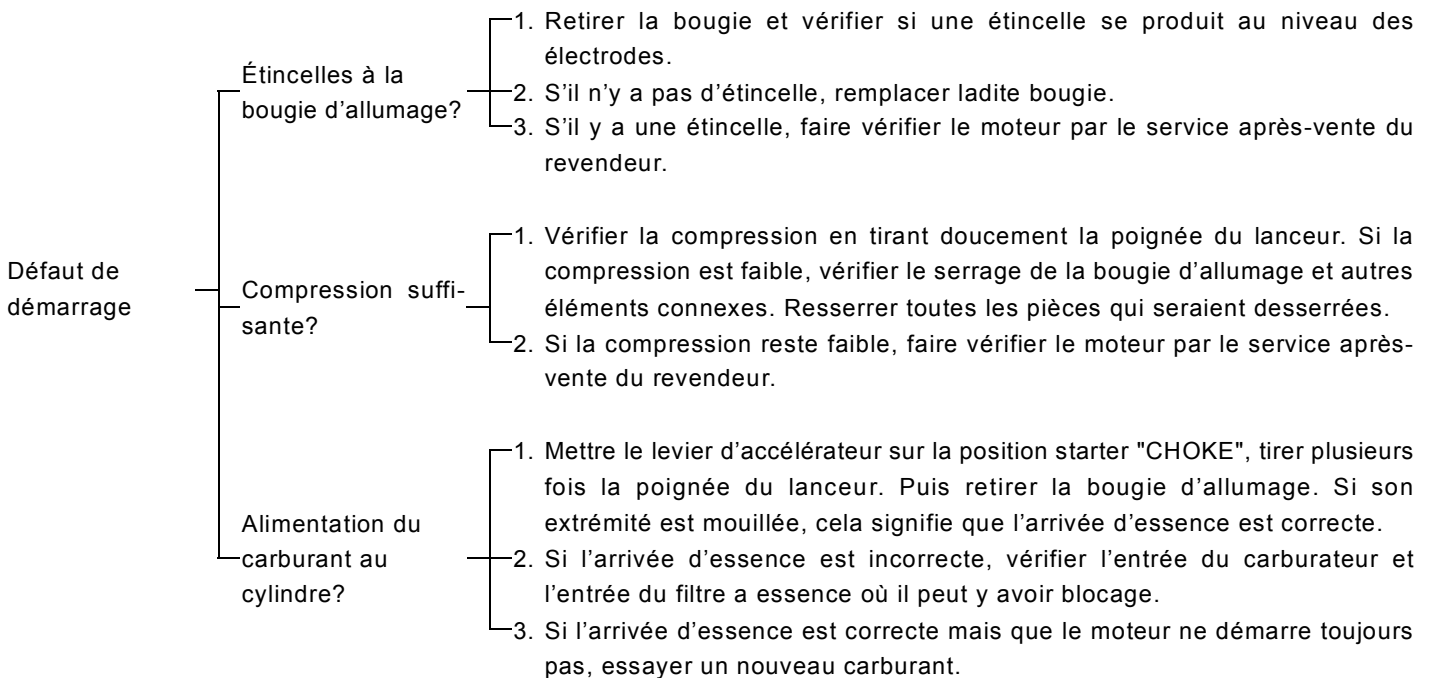 Défaut de
démarrage
Étincelles à la
bougie d'allumage?
1. Retirer la bougie et vérifier si une étincelle se produit au niveau des
électrodes.
2. S'il n'y a pas d'étincelle, remplacer ladite bougie.
3. S'il y a une étincelle, faire vérifier le moteur par le service après-vente du
revendeur.
Compression suffi-
sante?
1. Vérifier la compression en tirant doucement la poignée du lanceur. Si la
compression est faible, vérifier le serrage de la bougie d'allumage et autres
éléments connexes. Resserrer toutes les pièces qui seraient desserrées.
2. Si la compression reste faible, faire vérifier le moteur par le service après-
vente du revendeur.
Alimentation du
carburant au
cylindre?
1. Mettre le levier d'accélérateur sur la position starter "CHOKE", tirer plusieurs
fois la poignée du lanceur. Puis retirer la bougie d'allumage. Si son
extrémité est mouillée, cela signifie que l'arrivée d'essence est correcte.
2. Si l'arrivée d'essence est incorrecte, vérifier l'entrée du carburateur et
l'entrée du filtre a essence où il peut y avoir blocage.
3. Si l'arrivée d'essence est correcte mais que le moteur ne démarre toujours
pas, essayer un nouveau carburant.